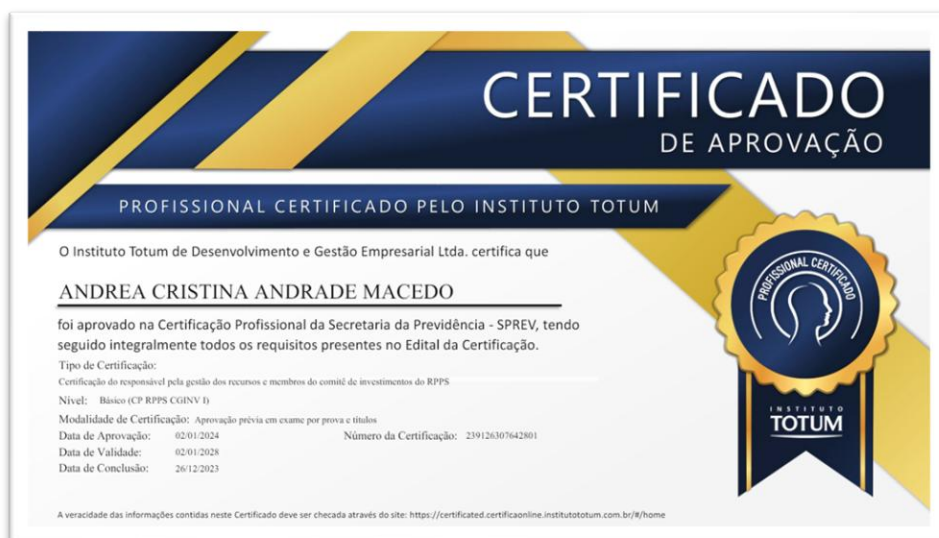 CERTIFICADO
DE APROVAÇÃO
PROFISSIONAL CERTIFICADO PELO INSTITUTO TOTUM
O Instituto Totum de Desenvolvimento e Gestão Empresarial Ltda. certifica que
ANDREA CRISTINA ANDRADE MACEDO
foi aprovado na Certificação Profissional da Secretaria da Previdência - SPREV, tendo
seguido integralmente todos os requisitos presentes no Edital da Certificação.
Tipo de Certificação:
Certificação do responsável pela gestão dos recursos e membros do comitê de investimentos do RPPS
Nível: Básico (CP RPPS CGINV I)
Modalidade de Certificação: Aprovação prévia em exame por prova e títulos
Data de Aprovação: 02/01/2024 Número da Certificação: 239126307642801
Data de Validade: 02/01/2028
Data de Conclusão: 26/12/2023
PROFISSIONAL CERTIFICADO
INSTITUTO
TOTUM
A veracidade das informações contidas neste Certificado deve ser checada através do site: https://certificated.certificaonline.institutototum.com.br/#/home